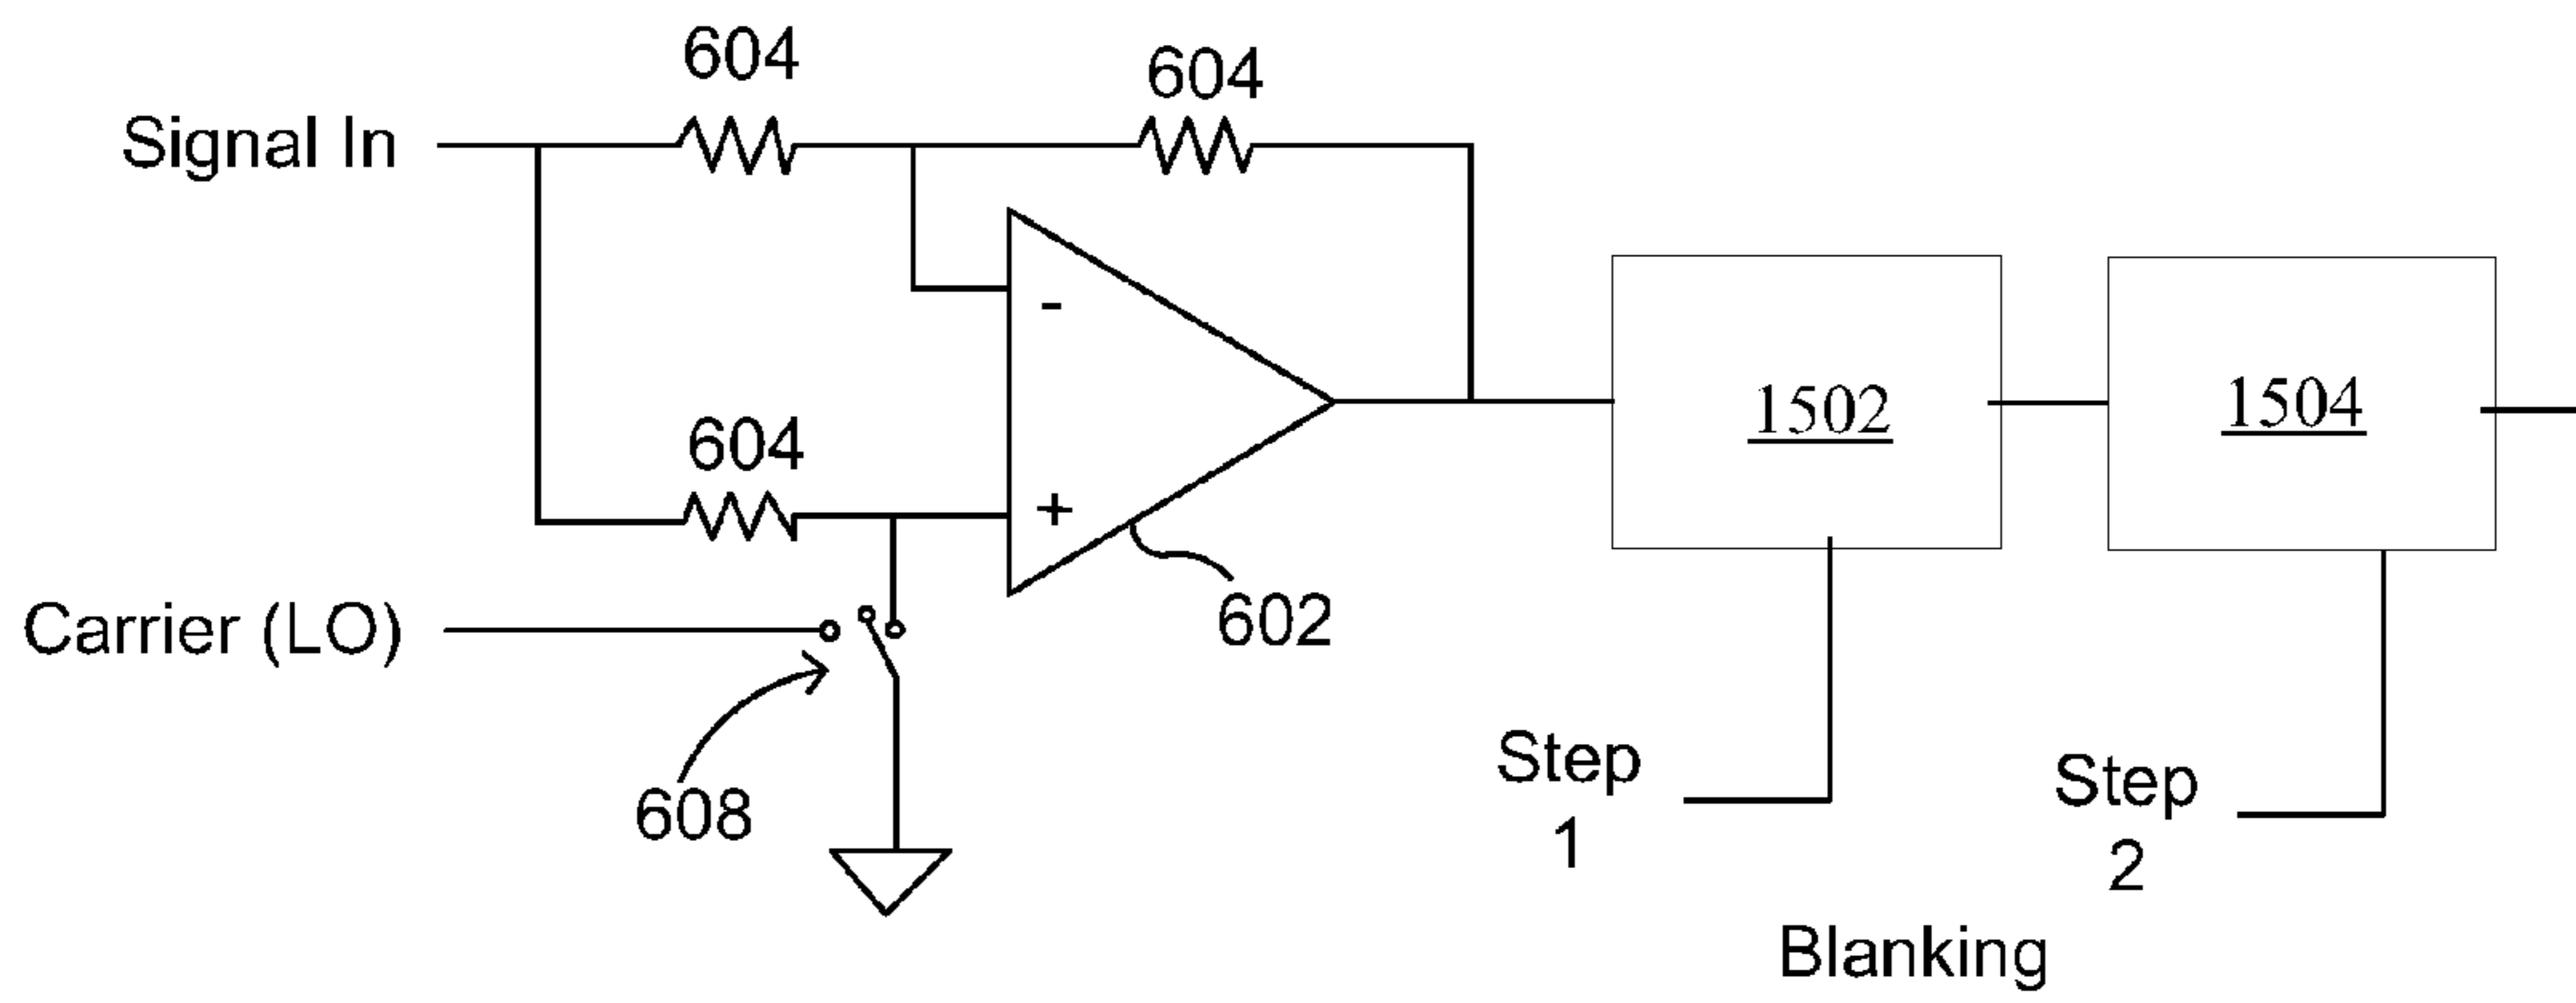 604
604
Signal In
-
1502
1504
604
+
Carrier (LO)
602
608
Step
1
Step
2
Blanking